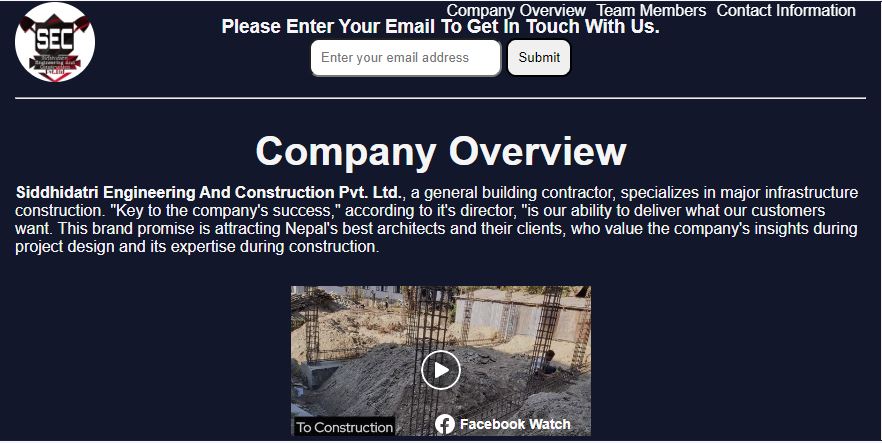 Company Overview Team Members Contact Information
SEC
Siddhidatri
Engineering And
Construction
Pvt. Ltd.
Please Enter Your Email To Get In Touch With Us.
Enter your email address Submit
Company Overview
Siddhidatri Engineering And Construction Pvt. Ltd., a general building contractor, specializes in major infrastructure
construction. "Key to the company's success," according to it's director, "is our ability to deliver what our customers
want. This brand promise is attracting Nepal's best architects and their clients, who value the company's insights during
project design and its expertise during construction.
To Construction
Facebook Watch